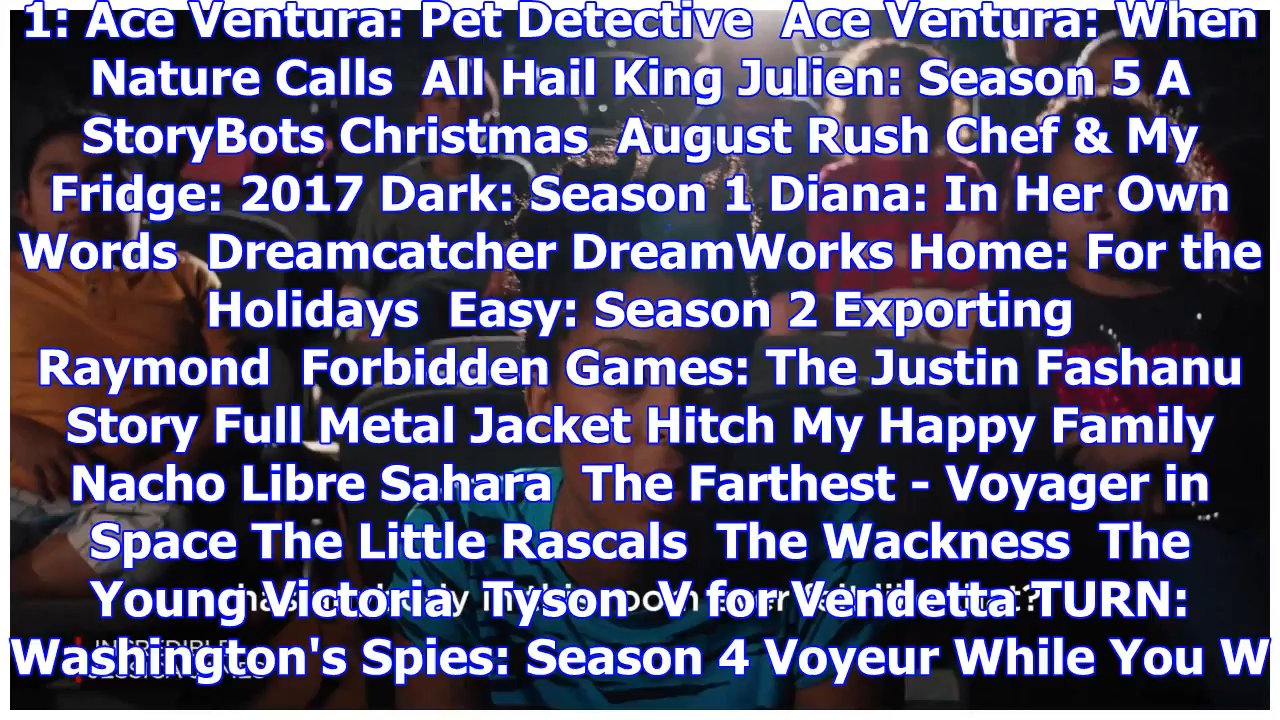 1: Ace Ventura: Pet Detective  Ace Ventura: When
Nature Calls  All Hail King Julien: Season 5 A
StoryBots Christmas  August Rush Chef & My
Fridge: 2017 Dark: Season 1 Diana: In Her Own
Words  Dreamcatcher DreamWorks Home: For the
Holidays  Easy: Season 2 Exporting
Raymond  Forbidden Games: The Justin Fashanu
Story Full Metal Jacket Hitch My Happy Family
Nacho Libre Sahara  The Farthest - Voyager in
Space The Little Rascals  The Wackness  The
Young Victoria  Tyson  V for Vendetta  TURN:
Washington's Spies: Season 4 Voyeur While You W